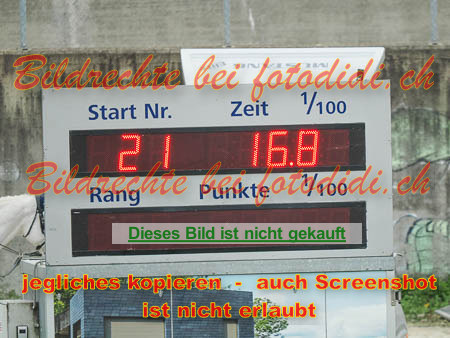 Bildrechte bei fotodidi.ch
Start Nr. Zeit 1/100
21 16.8
Bildrechte bei fotodidi.ch
Rang Punkte 1/100
Dieses Bild ist nicht gekauft
jegliches kopieren - auch Screenshot
ist nicht erlaubt